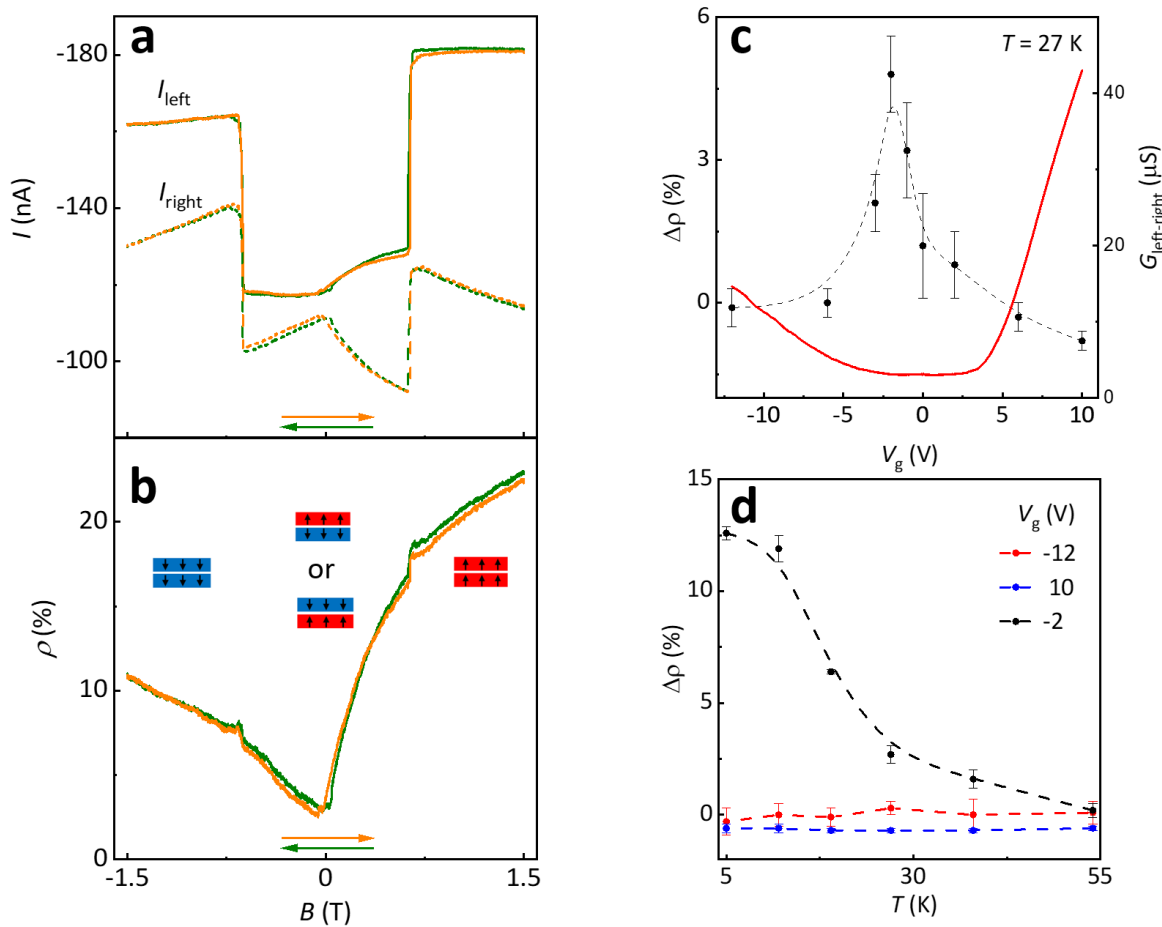 a
-180
-140
-100
I (nA)
I_left
I_right
b
20
10
0
ρ (%)
or
-1.5
0
1.5
B (T)
c
T = 27 K
6
3
0
Δρ (%)
40
20
0
G_left-right (µS)
-10
-5
0
5
10
V_g (V)
d
V_g (V)
-12
10
-2
15
10
5
0
Δρ (%)
5
30
55
T (K)